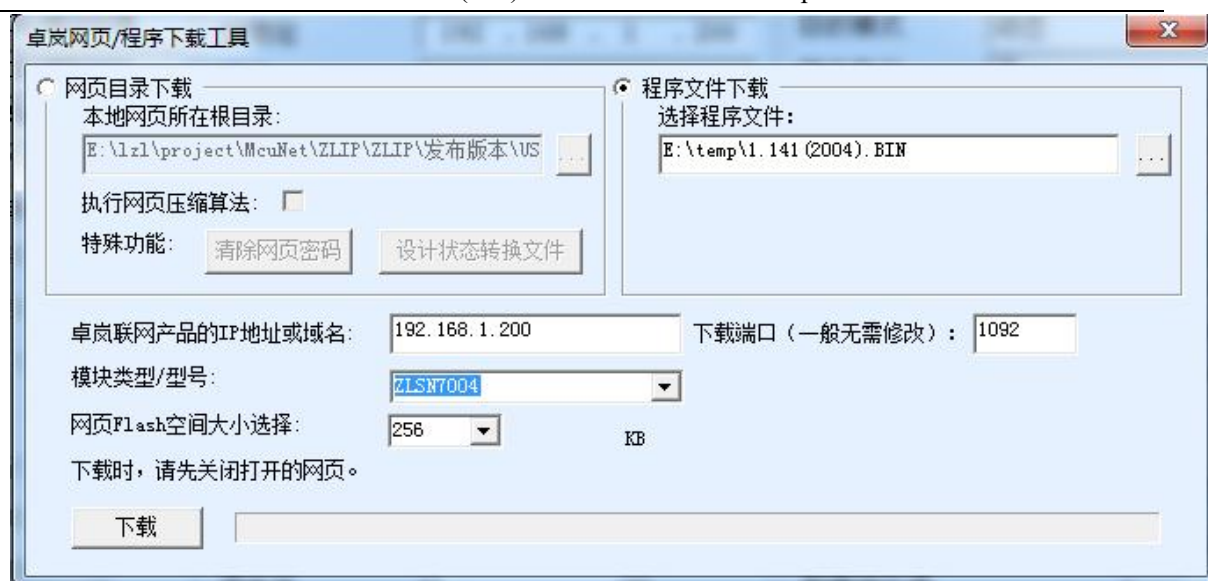 卓岚网页/程序下载工具
网页目录下载
本地网页所在根目录:
E:\lzl\project\McuNet\ZLIP\ZLIP\发布版本\US
...
执行网页压缩算法:
特殊功能:
清除网页密码
设计状态转换文件
程序文件下载
选择程序文件:
E:\temp\1.141(2004).BIN
...
卓岚联网产品的IP地址或域名: 192.168.1.200 下载端口（一般无需修改）: 1092
模块类型/型号: ZLSN7004
网页Flash空间大小选择: 256 KB
下载时，请先关闭打开的网页。
下载